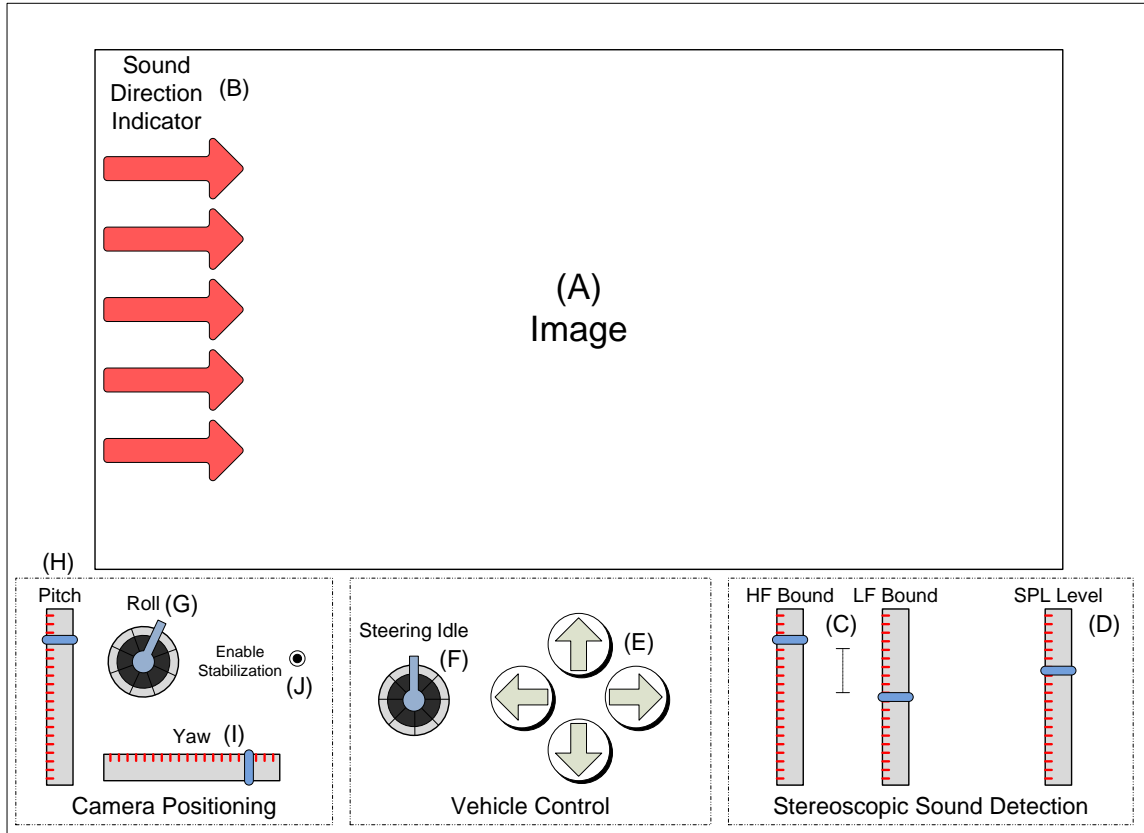 Sound
Direction
Indicator
(B)
(A)
Image
(H)
Pitch
Roll
(G)
Enable
Stabilization
(J)
Yaw
(I)
Camera Positioning
Steering Idle
(F)
(E)
Vehicle Control
HF Bound
LF Bound
SPL Level
(C)
(D)
Stereoscopic Sound Detection